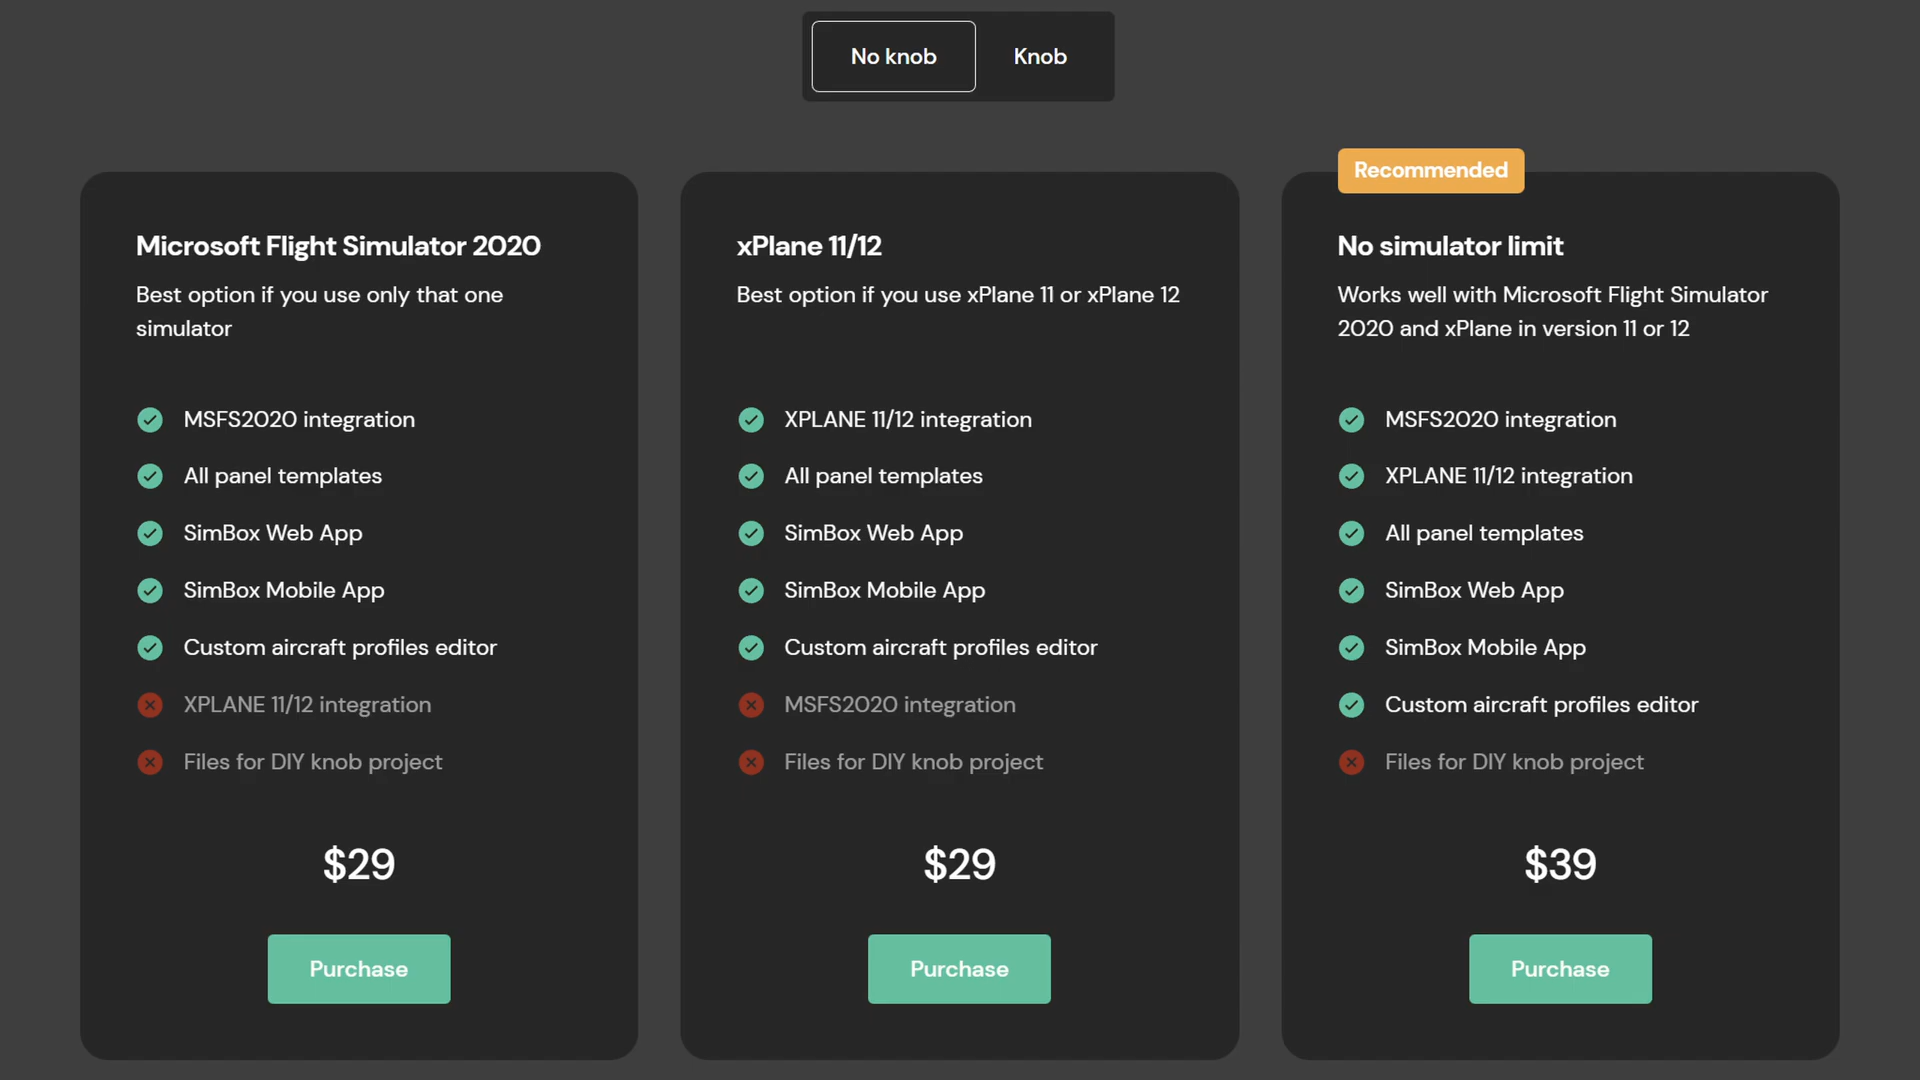 No knob
Knob
Microsoft Flight Simulator 2020
Best option if you use only that one
simulator
MSFS2020 integration
All panel templates
SimBox Web App
SimBox Mobile App
Custom aircraft profiles editor
XPLANE 11/12 integration
Files for DIY knob project
$29
Purchase
xPlane 11/12
Best option if you use xPlane 11 or xPlane 12
XPLANE 11/12 integration
All panel templates
SimBox Web App
SimBox Mobile App
Custom aircraft profiles editor
MSFS2020 integration
Files for DIY knob project
$29
Purchase
Recommended
No simulator limit
Works well with Microsoft Flight Simulator
2020 and xPlane in version 11 or 12
MSFS2020 integration
XPLANE 11/12 integration
All panel templates
SimBox Web App
SimBox Mobile App
Custom aircraft profiles editor
Files for DIY knob project
$39
Purchase